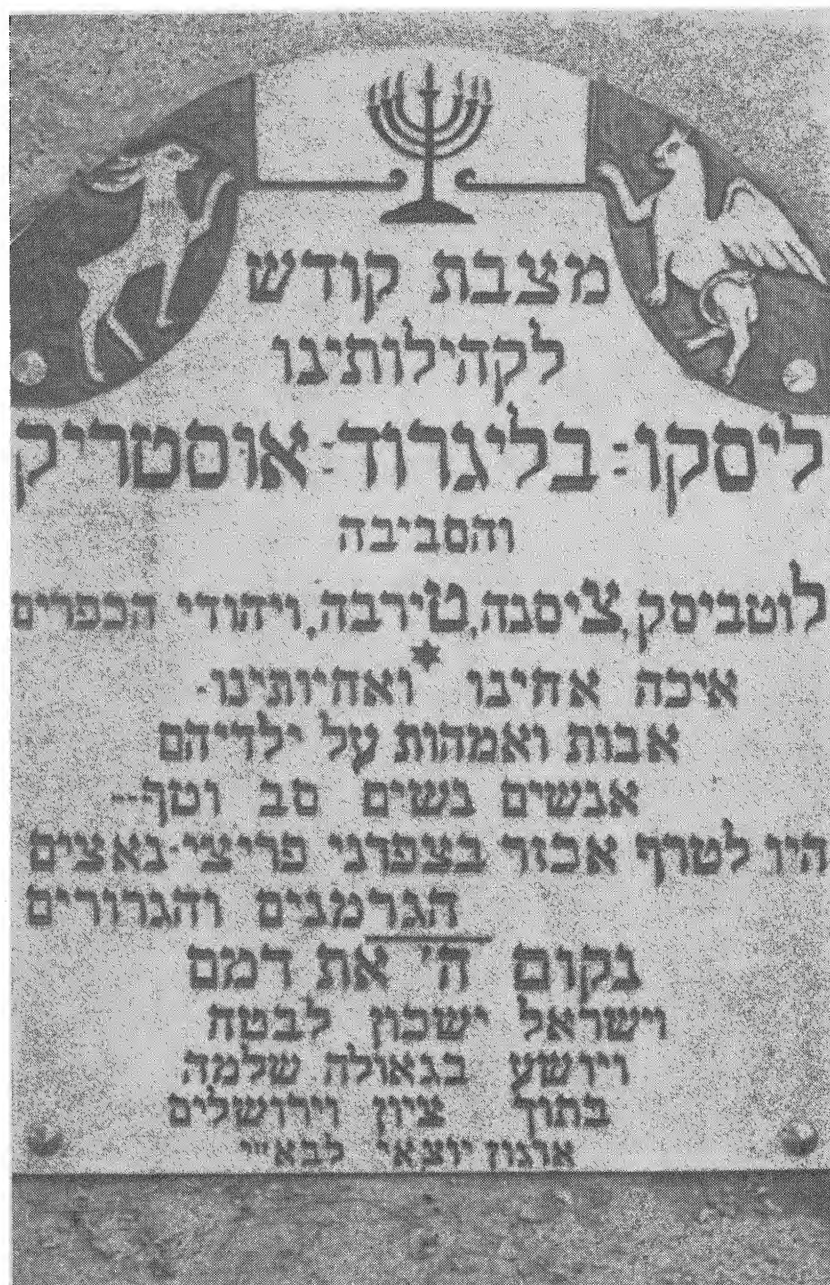 מצבת קודש
לקהילותינו
ליסקו: בליגרוד: אוסטריק
והסביבה
לוטביסק, ציסנה, טירבה, ויהודי הכפרים
איכה אחינו ואחיותינו-
אבות ואמהות על ילדיהם
אנשים נשים טב וטף---
היו לטרף אכזר בצפרני פריצי-נאצים
הגרמנים והגרורים
נקום ה' את דמם
וישראל ישכון לבטח
ויושע בגאולה שלמה
בתוך ציון וירושלים
ארגון יוצאי לבא"י